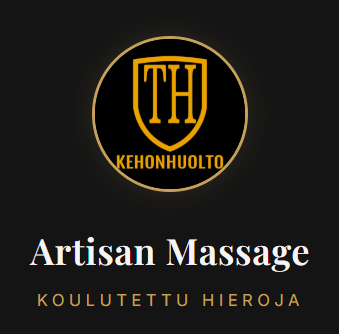 TH
KEHONHUOLTO
Artisan Massage
KOULUTETTU HIEROJA